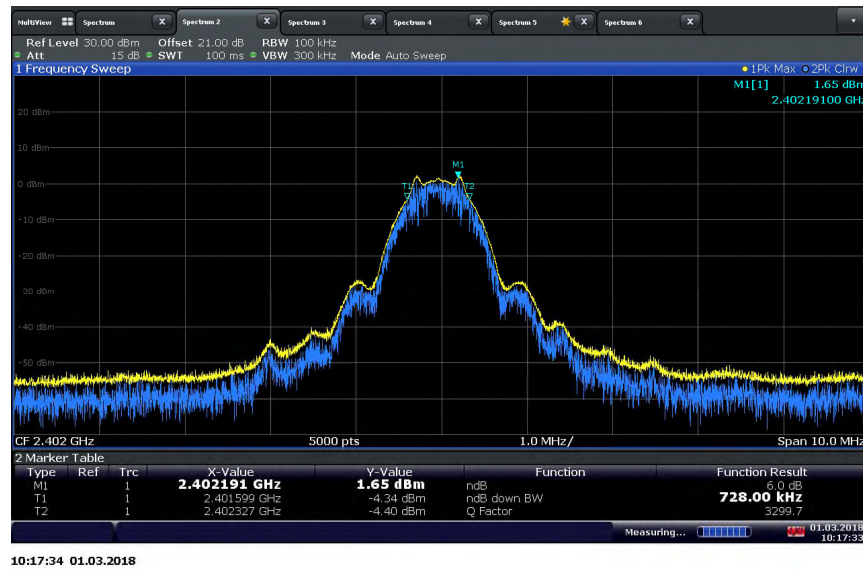 MultiView Spectrum X Spectrum 2 X Spectrum 3 X Spectrum 4 X Spectrum 5 X Spectrum 6 X
Ref Level 30.00 dBm Offset 21.00 dB RBW 100 kHz
Att 15 dB SWT 100 ms VBW 300 kHz Mode Auto Sweep
1 Frequency Sweep 1Pk Max 2Pk Clrw
M1[1] 1.65 dBm
2.40219100 GHz
20 dBm
10 dBm
M1
0 dBm
T1 T2
-10 dBm
-20 dBm
-30 dBm
-40 dBm
-50 dBm
CF 2.402 GHz 5000 pts 1.0 MHz/ Span 10.0 MHz
2 Marker Table
Type Ref Trc X-Value Y-Value Function Function Result
M1 1 2.402191 GHz 1.65 dBm ndB 6.0 dB
T1 1 2.401599 GHz -4.34 dBm ndB down BW 728.00 kHz
T2 1 2.402327 GHz -4.40 dBm Q Factor 3299.7
Measuring... 01.03.2018
10:17:33
10:17:34 01.03.2018